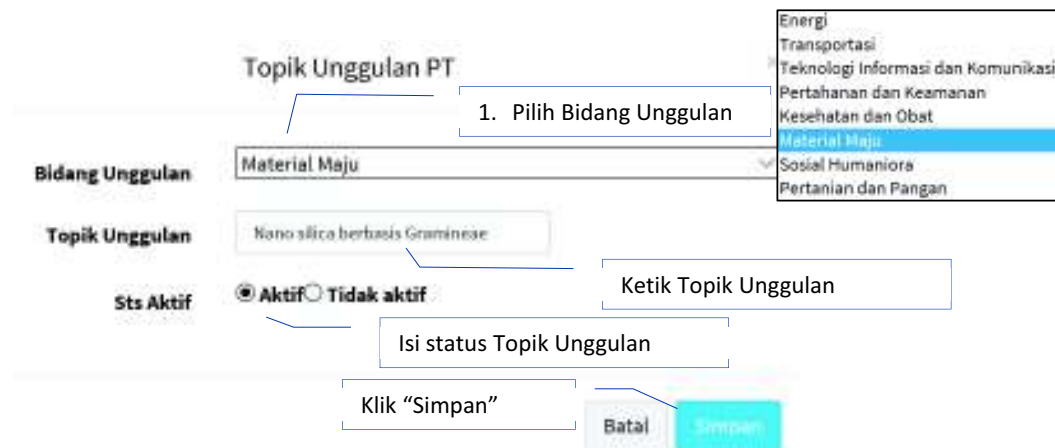 Energi
Transportasi
Teknologi Informasi dan Komunikasi
Pertahanan dan Keamanan
Kesehatan dan Obat
Material Maju
Sosial Humaniora
Pertanian dan Pangan
Topik Unggulan PT
1. Pilih Bidang Unggulan
Bidang Unggulan
Material Maju
Topik Unggulan
Nano silica berbasis Gramineae
Ketik Topik Unggulan
Sts Aktif
Aktif Tidak aktif
Isi status Topik Unggulan
Klik “Simpan”
Batal
Simpan